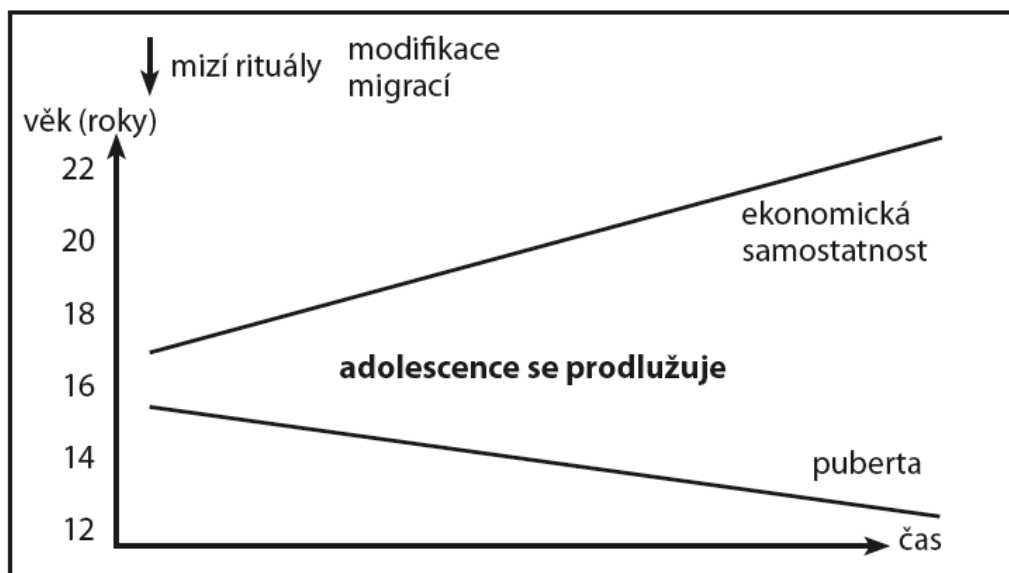 mizí rituály
modifikace
migrací
věk (roky)
22
20
18
16
14
12
ekonomická
samostatnost
adolescence se prodlužuje
puberta
čas